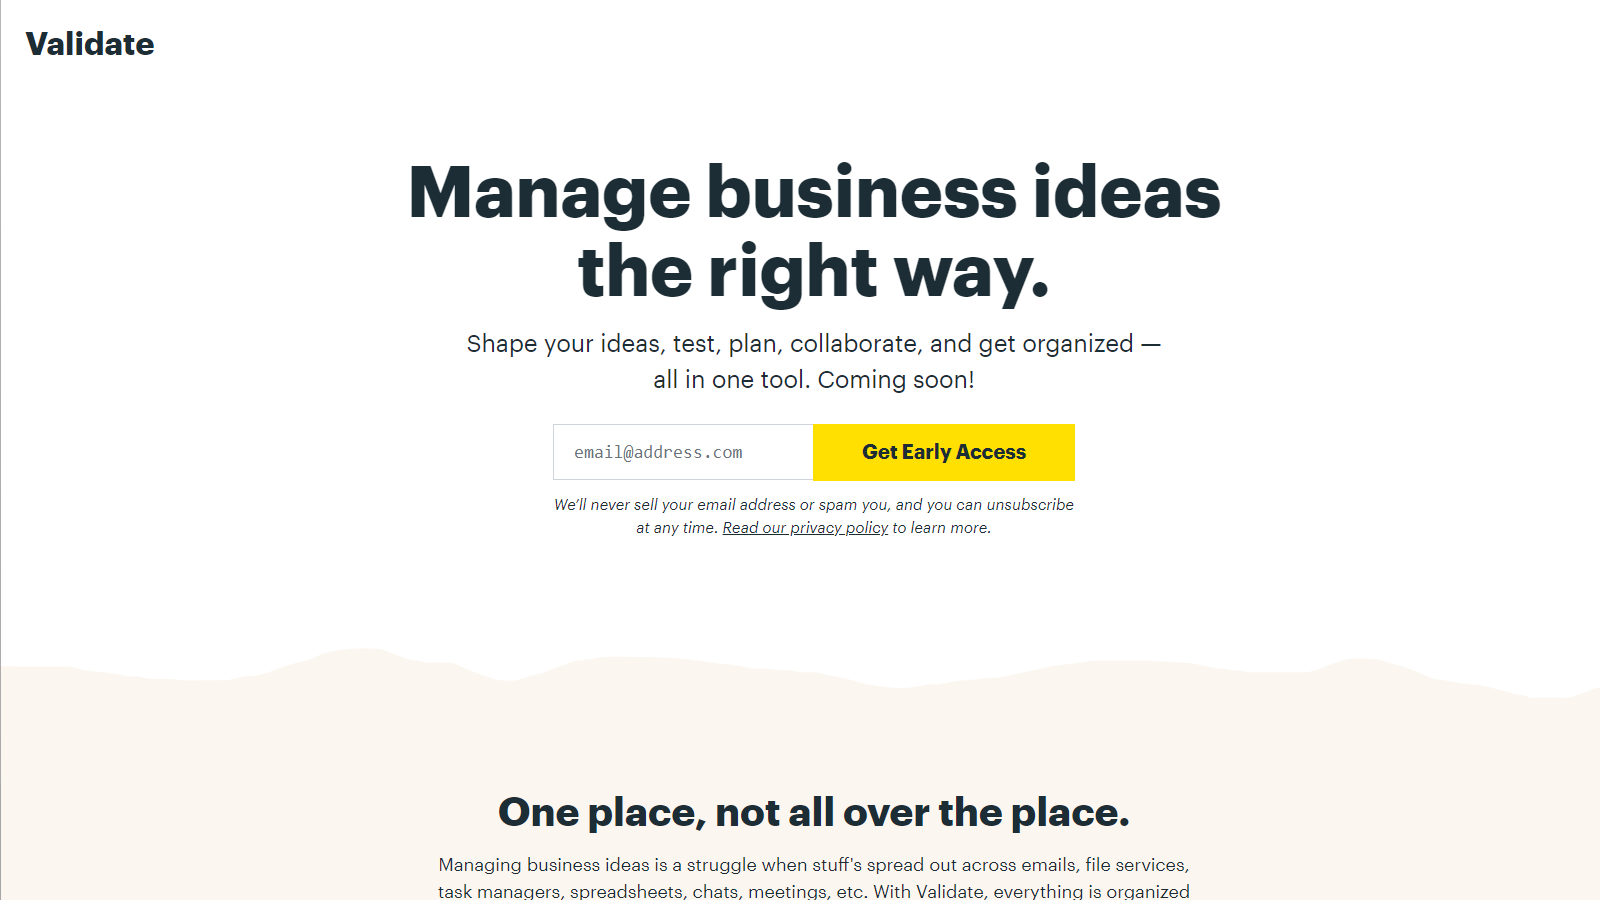 Validate
Manage business ideas
the right way.
Shape your ideas, test, plan, collaborate, and get organized —
all in one tool. Coming soon!
email@address.com
Get Early Access
We’ll never sell your email address or spam you, and you can unsubscribe
at any time. Read our privacy policy to learn more.
One place, not all over the place.
Managing business ideas is a struggle when stuff's spread out across emails, file services,
task managers, spreadsheets, chats, meetings, etc. With Validate, everything is organized